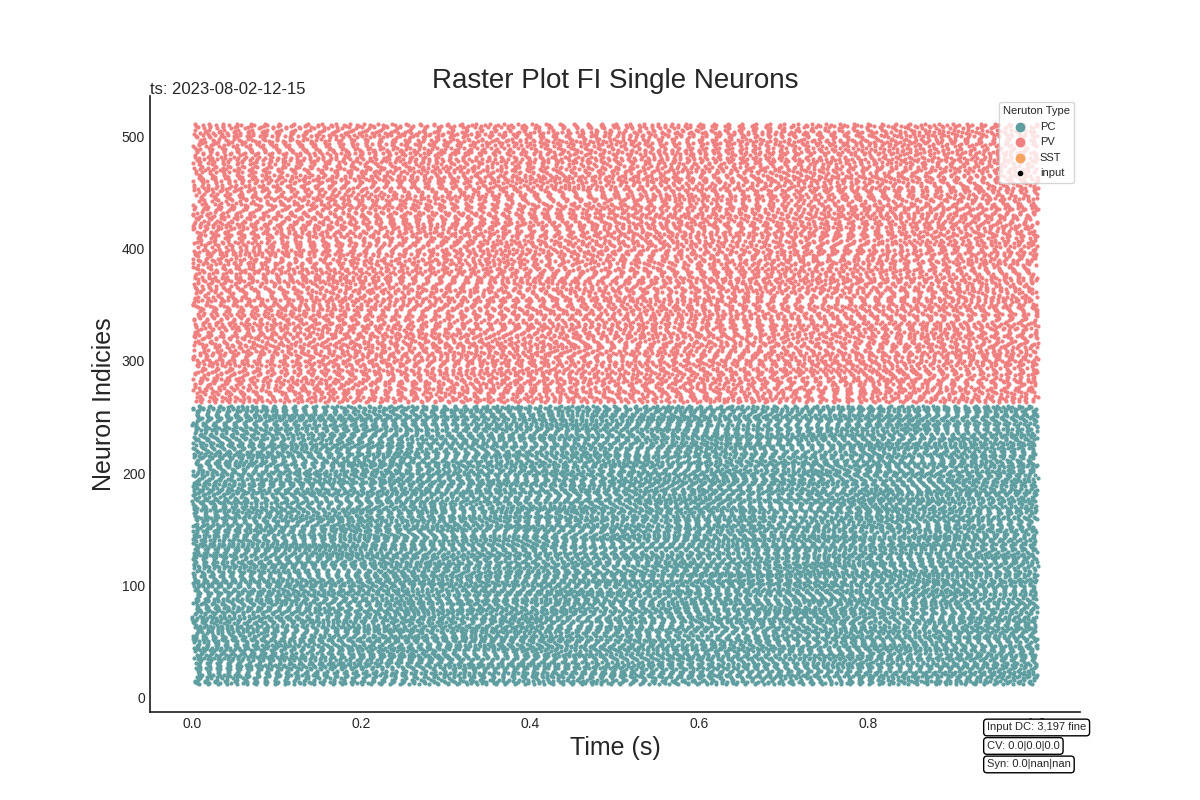 Raster Plot FI Single Neurons
ts: 2023-08-02-12-15
Neruton Type
PC
PV
SST
input
500
400
300
200
100
0
Neuron Indicies
0.0 0.2 0.4 0.6 0.8
Time (s)
Input DC: 3,197 fine
CV: 0.0|0.0|0.0
Syn: 0.0|nan|nan